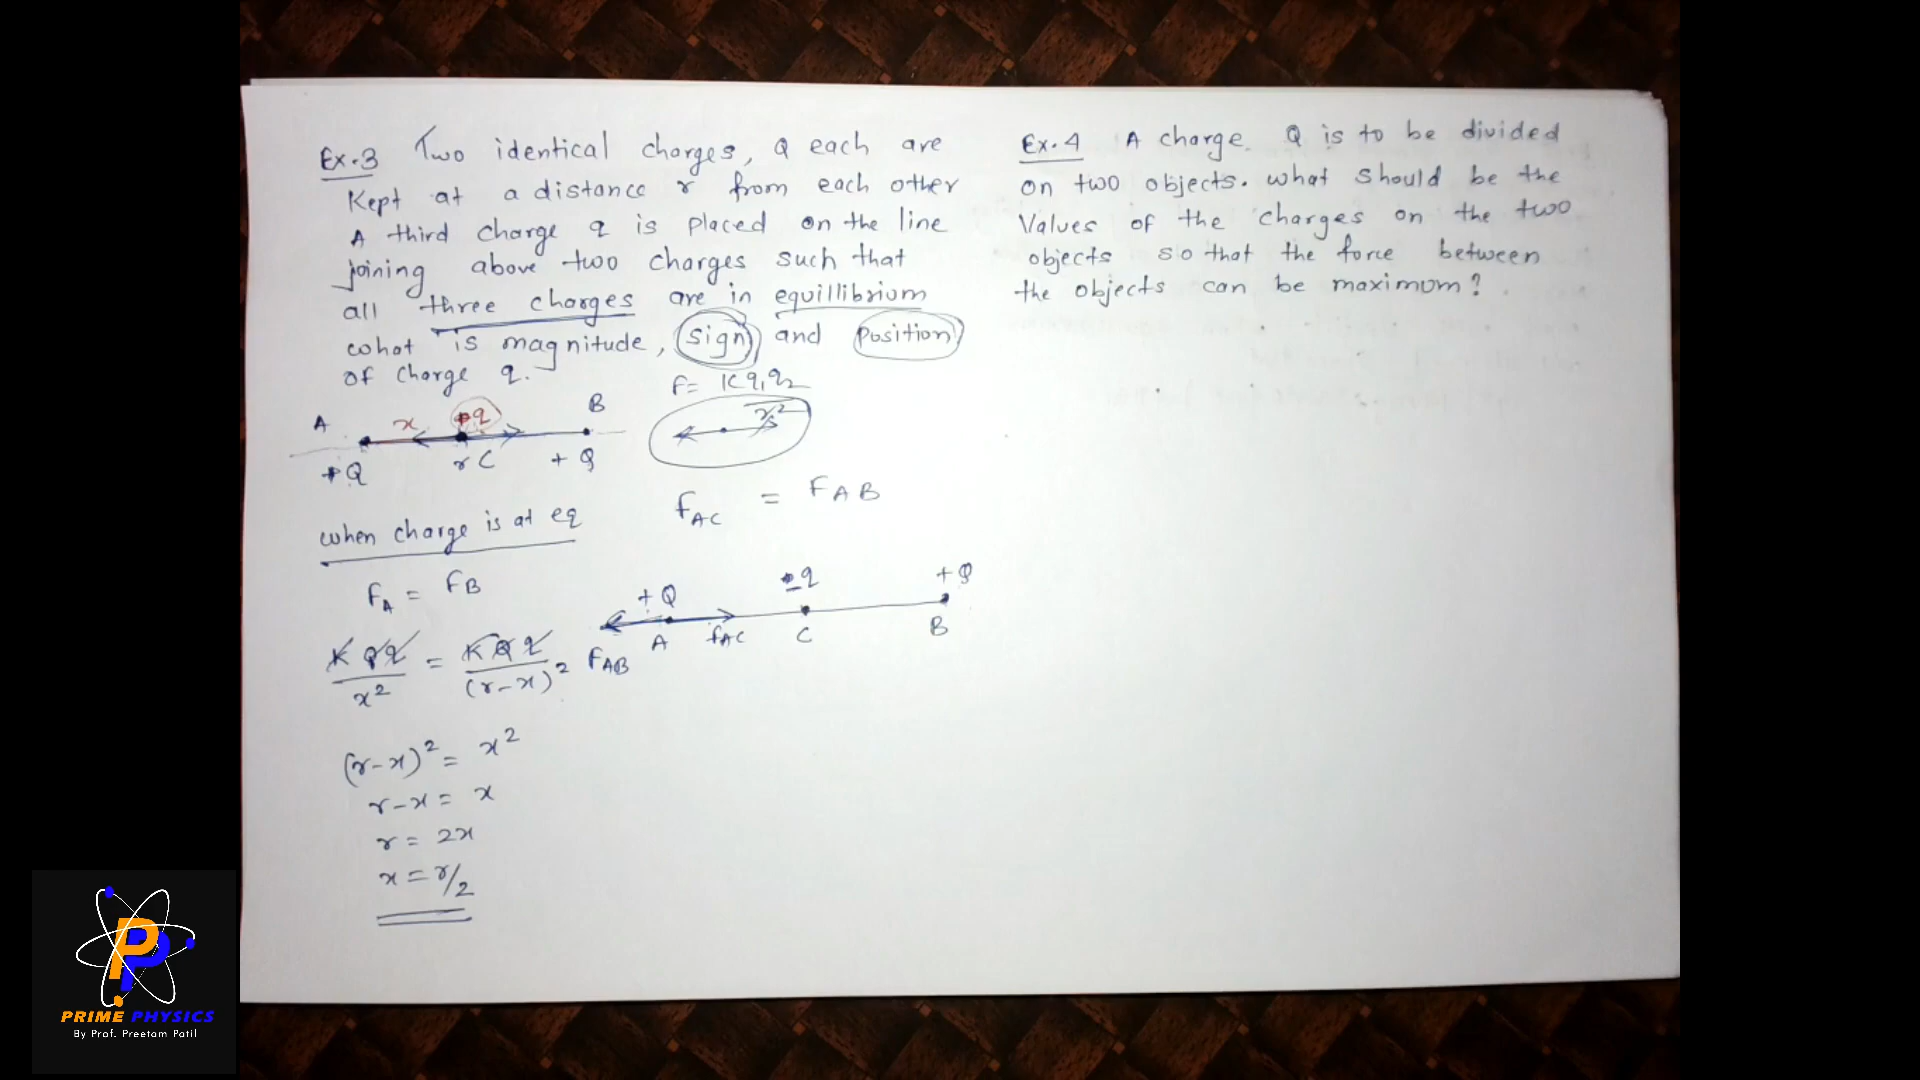 Ex.3 Two identical charges, Q each are
Kept at a distance r from each other
A third charge q is placed on the line
joining above two charges such that
all three charges are in equillibrium
what is magnitude, sign and position
of charge q.
F = K q1 q2
r²
A x q B
+Q r C +Q
when charge is at eq
FA = FB
K Q q = K Q q
x² (r-x)²
(r-x)² = x²
r-x = x
r = 2x
x = r/2
FAC = FAB
+Q -q +Q
FAB A FAC C B
Ex.4 A charge Q is to be divided
on two objects. what should be the
Values of the charges on the two
objects so that the force between
the objects can be maximum?
PRIME PHYSICS
By Prof. Preetam Patil